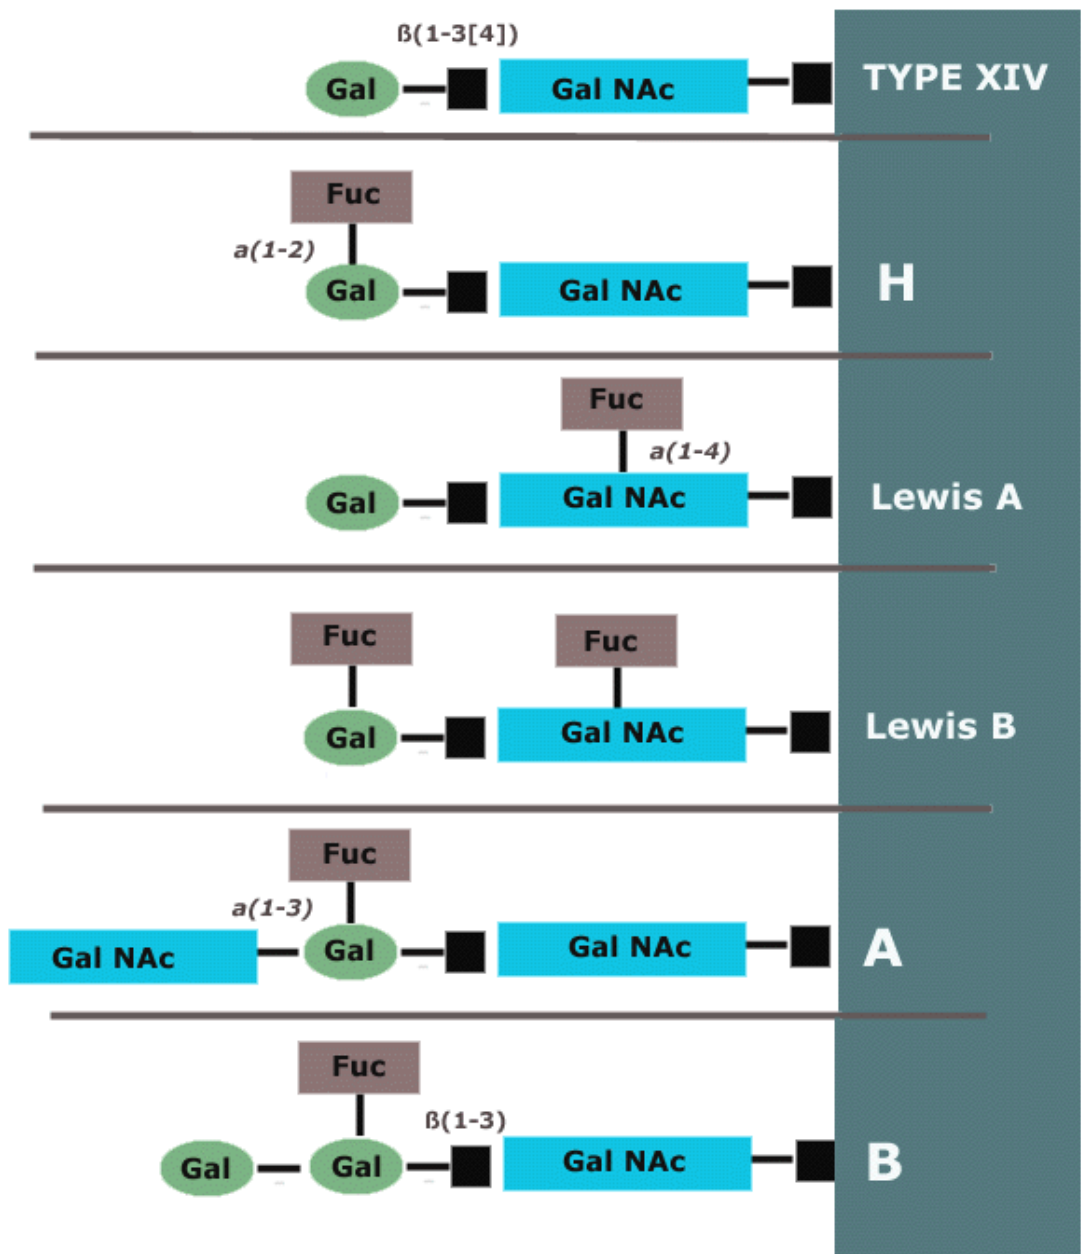 ß(1-3[4])
Gal Gal NAc TYPE XIV
Fuc
a(1-2)
Gal Gal NAc H
Fuc
a(1-4)
Gal Gal NAc Lewis A
Fuc Fuc
Gal Gal NAc Lewis B
Fuc
a(1-3)
Gal NAc Gal Gal NAc A
Fuc
ß(1-3)
Gal Gal Gal NAc B